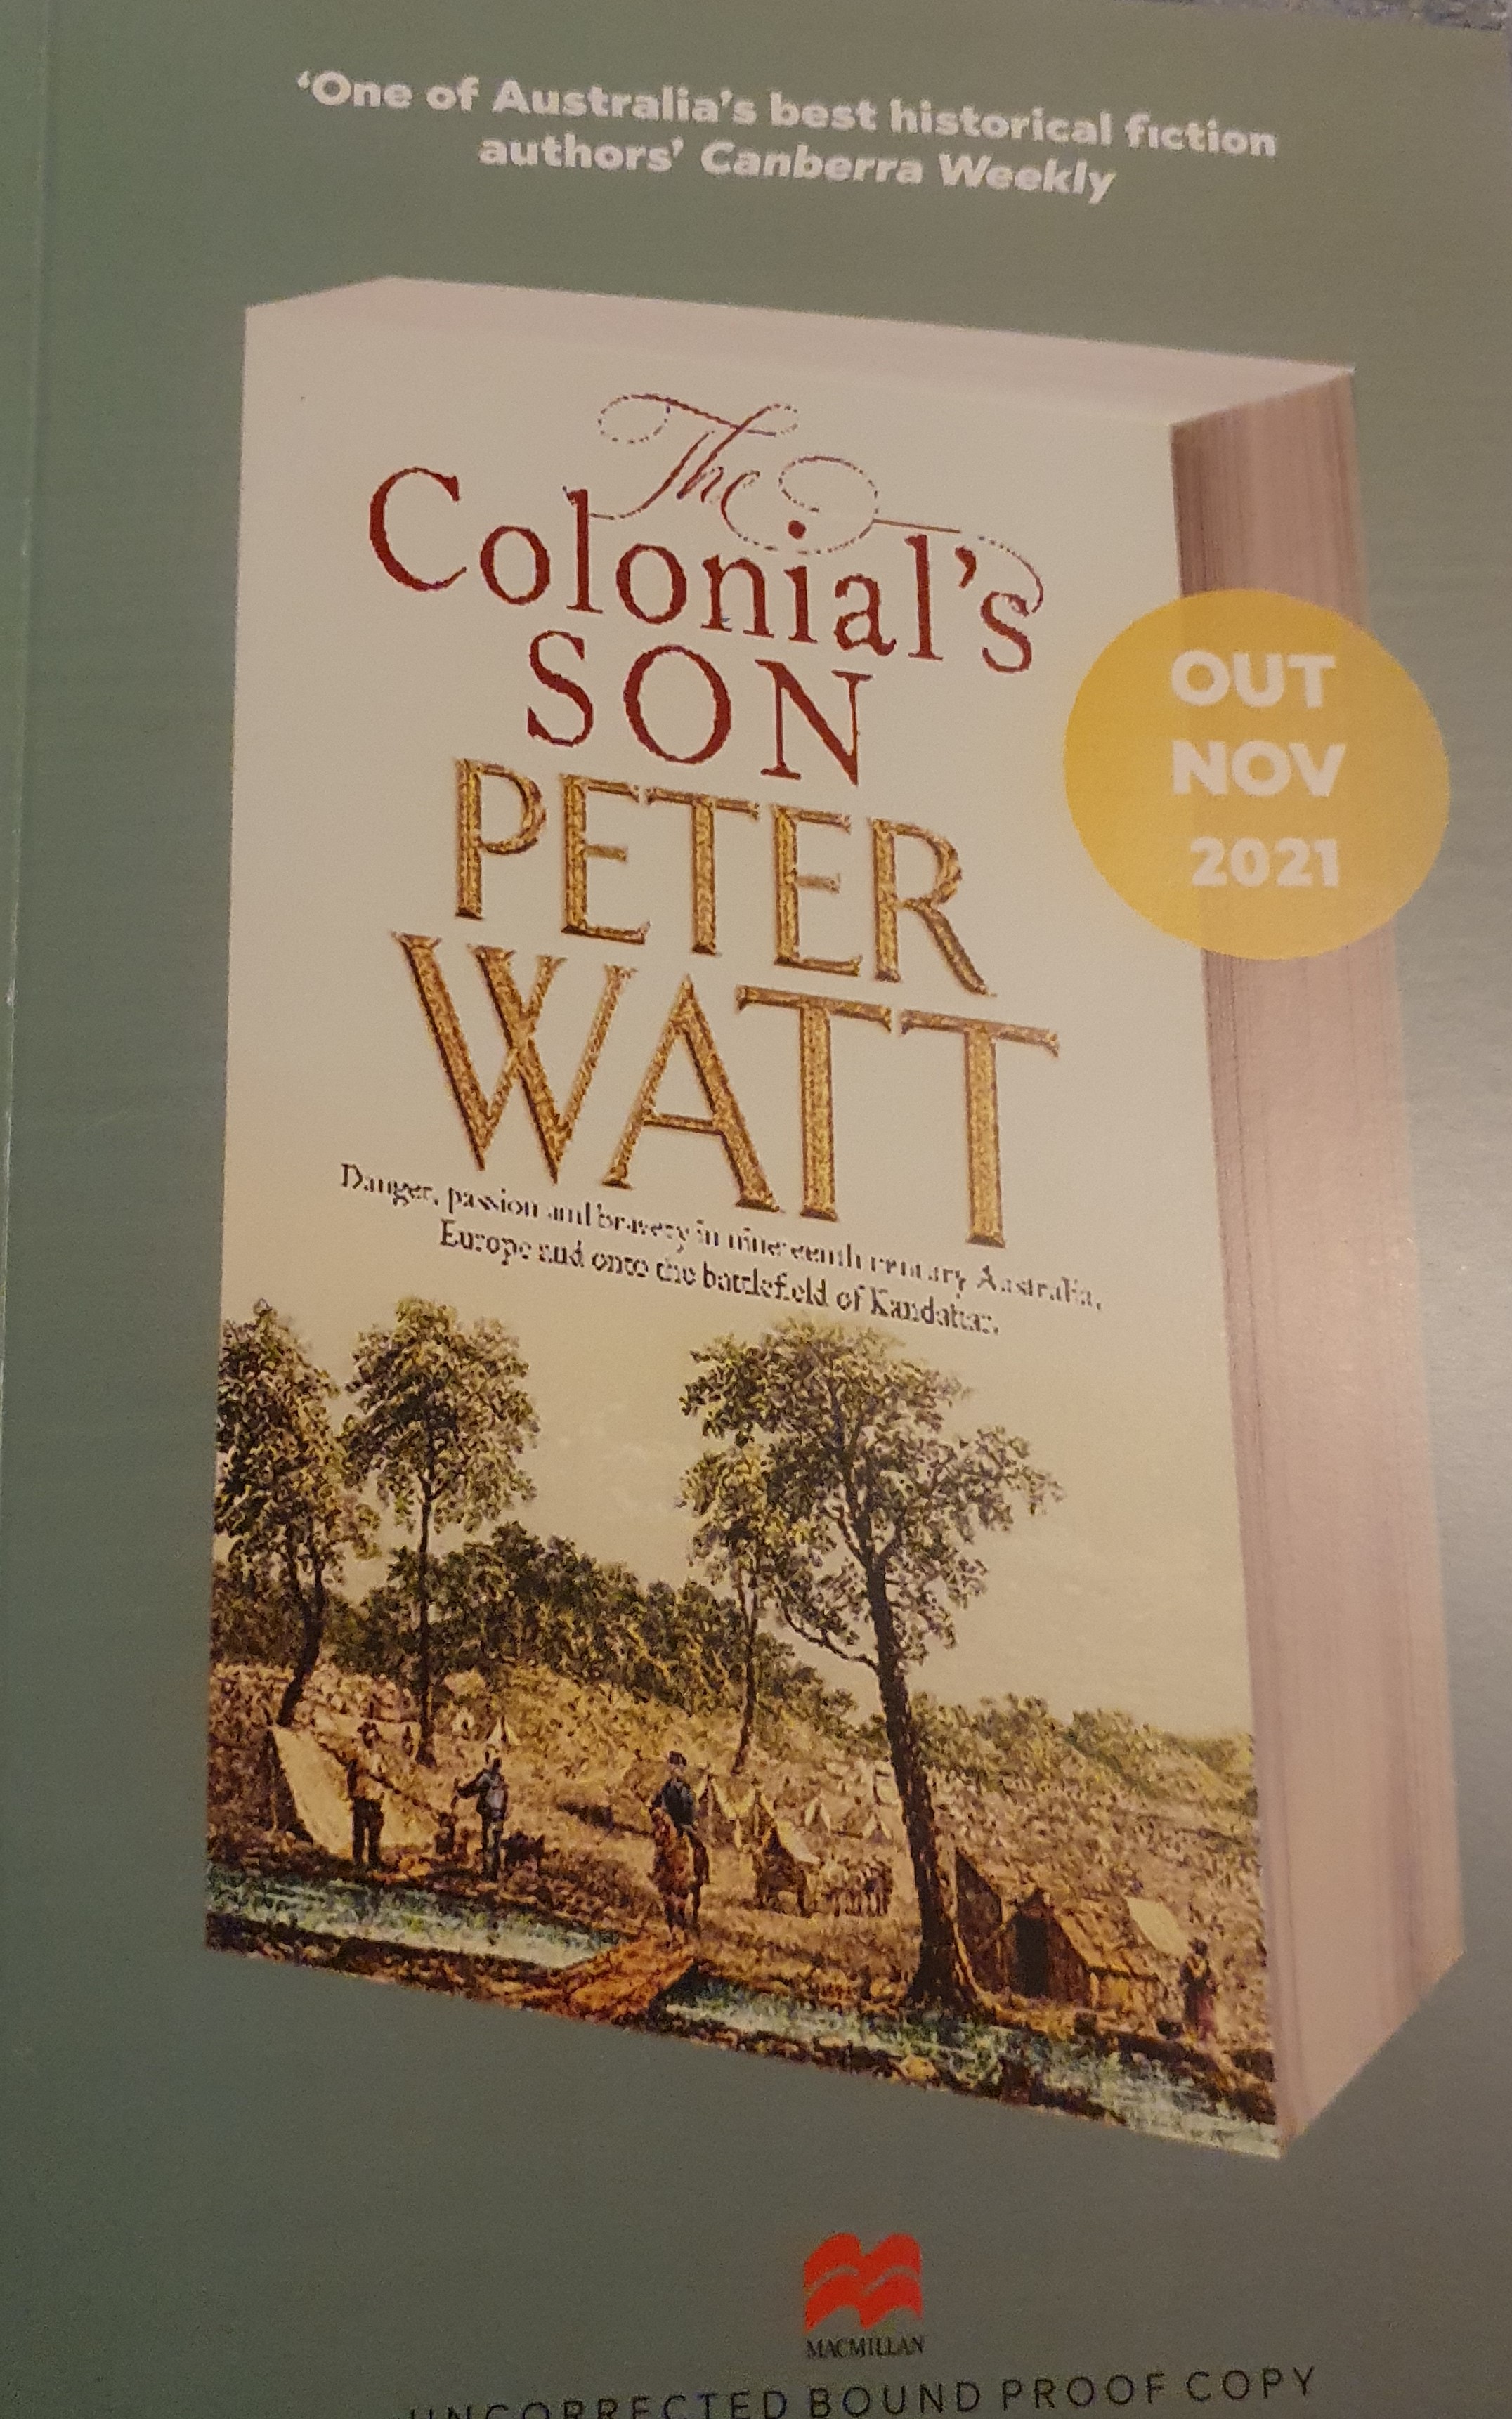 ‘One of Australia's best historical fiction
authors’ Canberra Weekly
The
Colonial's
SON
PETER
WATT
Danger, passion and bravery in nineteenth century Australia,
Europe and onto the battlefield of Kandahar.
OUT
NOV
2021
MACMILLAN
UNCORRECTED BOUND PROOF COPY